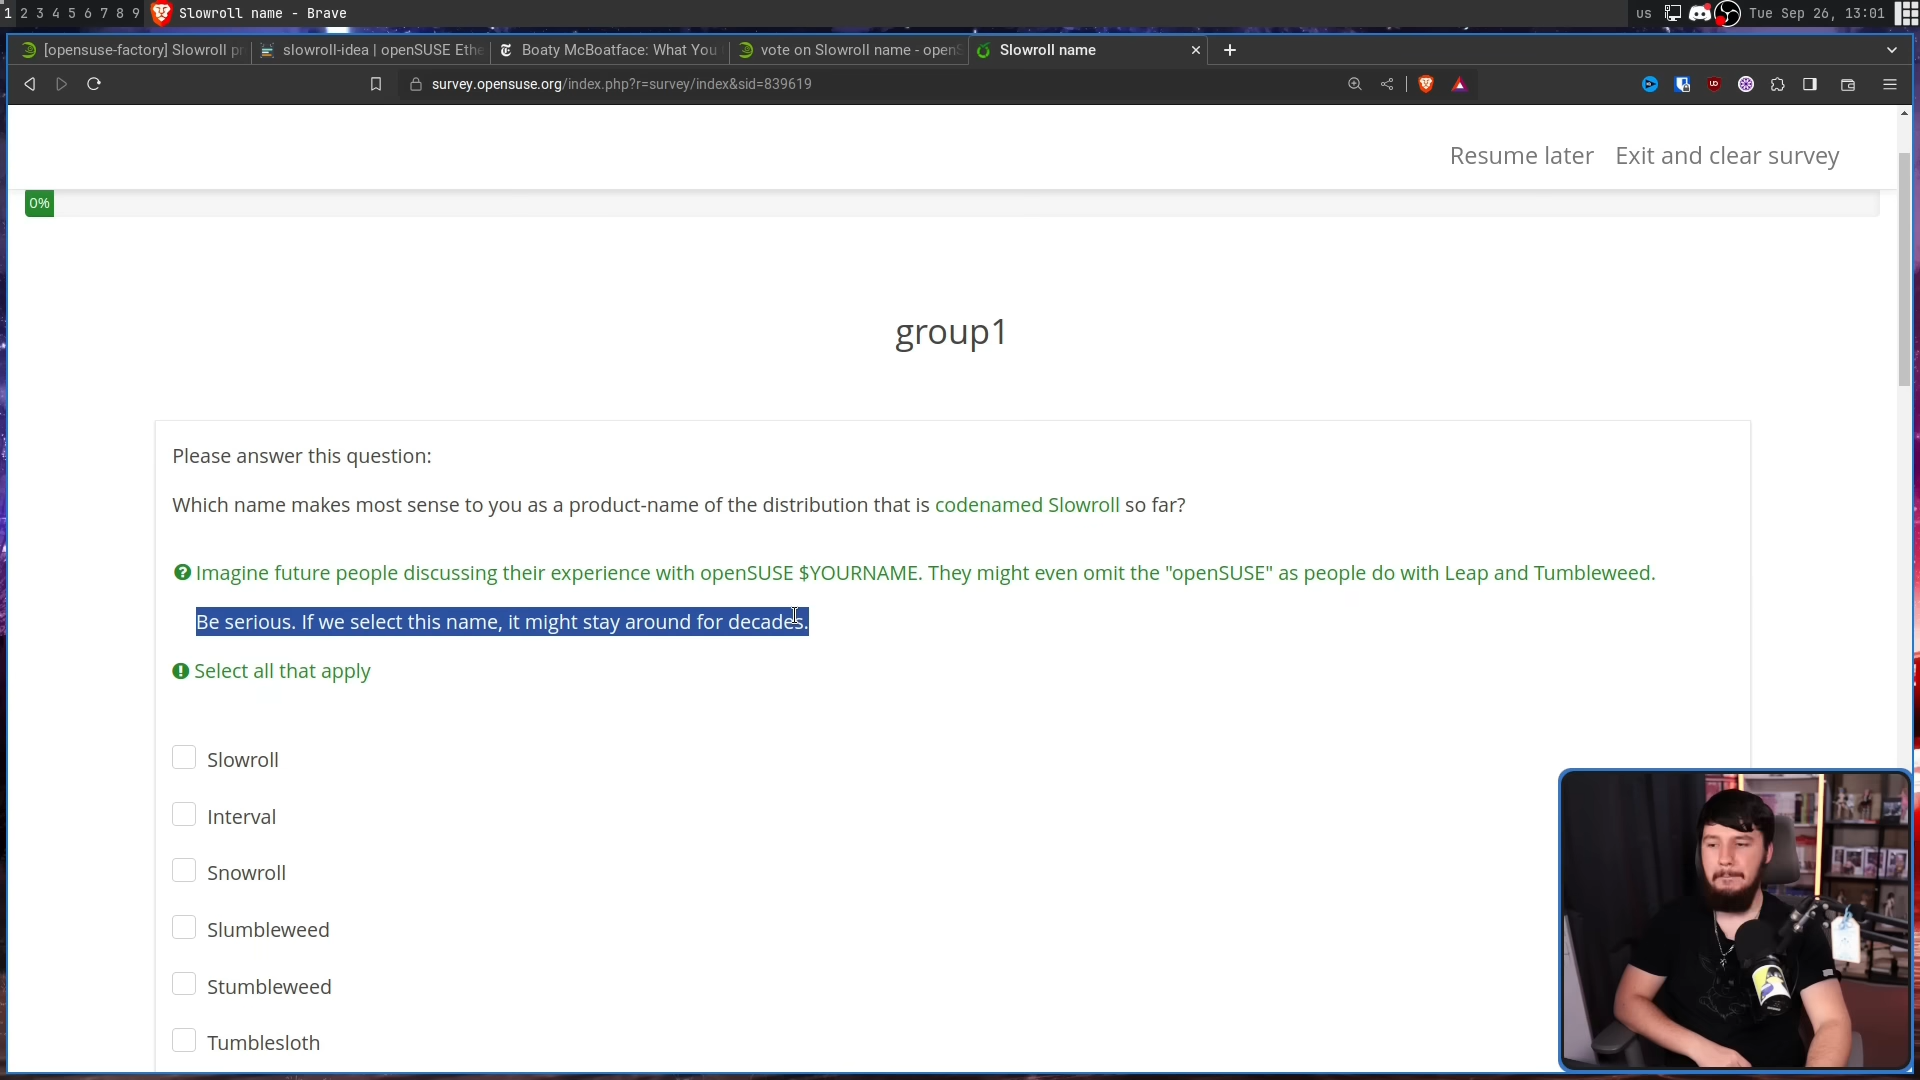 1 2 3 4 5 6 7 8 9 Slowroll name - Brave us Tue Sep 26, 13:01
[opensuse-factory] Slowroll pr slowroll-idea | openSUSE Ethe Boaty McBoatface: What You vote on Slowroll name - openS Slowroll name
survey.opensuse.org/index.php?r=survey/index&sid=839619
Resume later Exit and clear survey
0%
group1
Please answer this question:
Which name makes most sense to you as a product-name of the distribution that is codenamed Slowroll so far?
Imagine future people discussing their experience with openSUSE $YOURNAME. They might even omit the "openSUSE" as people do with Leap and Tumbleweed.
Be serious. If we select this name, it might stay around for decades.
Select all that apply
Slowroll
Interval
Snowroll
Slumbleweed
Stumbleweed
Tumblesloth